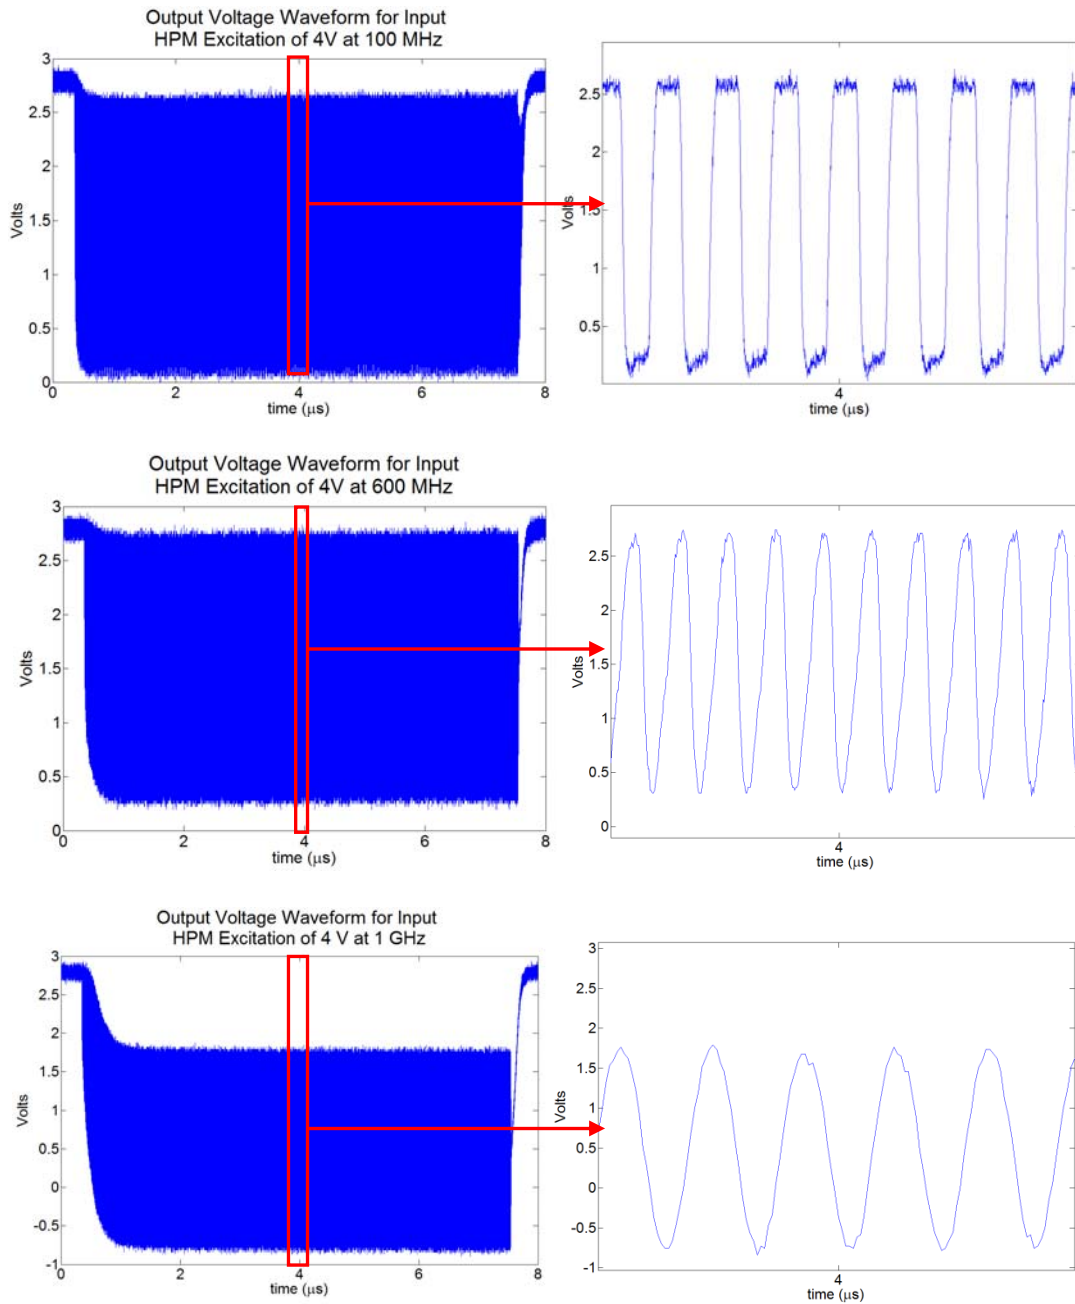 Output Voltage Waveform for Input
HPM Excitation of 4V at 100 MHz
3
2.5
2
1.5
1
0.5
0
Volts
0 2 4 6 8
time (μs)
2.5
2
1.5
1
0.5
Volts
4
time (μs)
Output Voltage Waveform for Input
HPM Excitation of 4V at 600 MHz
3
2.5
2
1.5
1
0.5
0
Volts
0 2 4 6 8
time (μs)
2.5
2
1.5
1
0.5
0
Volts
4
time (μs)
Output Voltage Waveform for Input
HPM Excitation of 4 V at 1 GHz
3
2.5
2
1.5
1
0.5
0
-0.5
-1
Volts
0 2 4 6 8
time (μs)
3
2.5
2
1.5
1
0.5
0
-0.5
-1
Volts
4
time (μs)